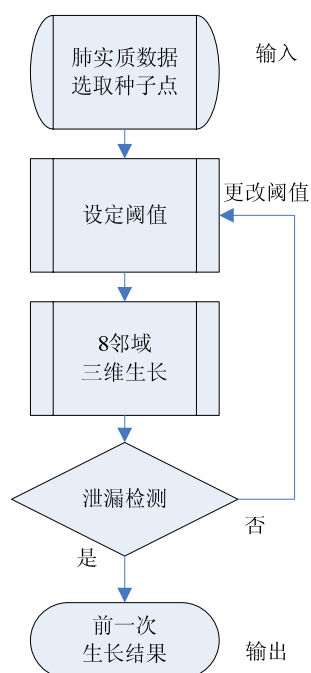 肺实质数据
选取种子点
输入
更改阈值
设定阈值
8邻域
三维生长
泄漏检测
否
是
前一次
生长结果
输出